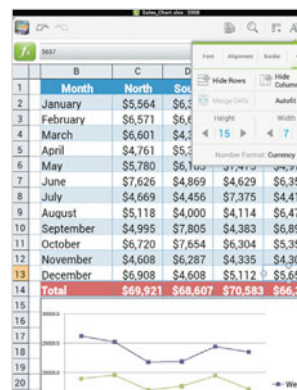 Sales_Chart.xlsx
5657
Font Alignment Border
Hide Rows Hide
Merge Cells Autofit
Height Width
15 7
Number Format: Currency
B C D
1 Month North
2 January $5,564
3 February $6,571
4 March $6,601
5 April $4,761
6 May $5,780
7 June $7,626 $4,869 $4,629
8 July $4,669 $4,456 $7,375
9 August $5,118 $4,000 $4,114
10 September $4,995 $7,805 $4,383
11 October $6,720 $7,654 $6,304
12 November $4,608 $6,287 $4,335
13 December $6,908 $4,608 $5,112
14 Total $69,921 $68,607 $70,583
15
16
17
18
19
20